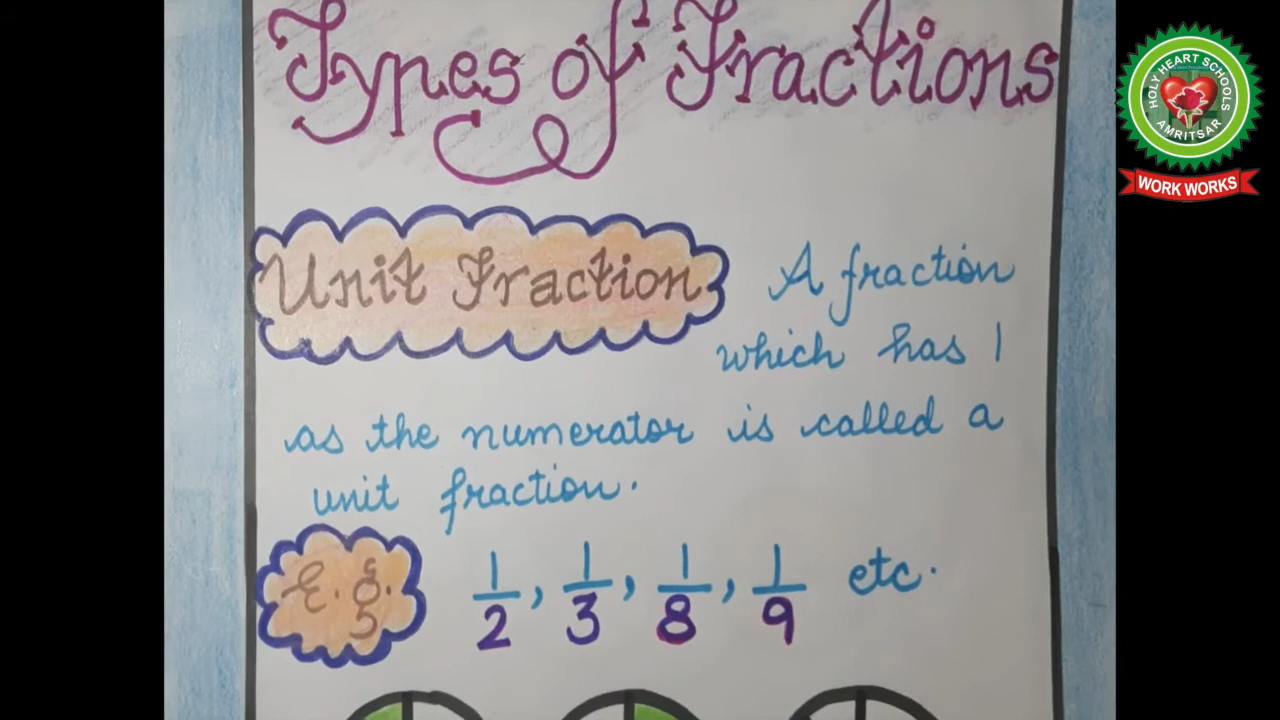 Types of Fractions
HOLY HEART SCHOOLS
AMRITSAR
WORK WORKS
Unit Fraction
A fraction
which has 1
as the numerator is called a
unit fraction.
E.g.
1/2, 1/3, 1/8, 1/9 etc.